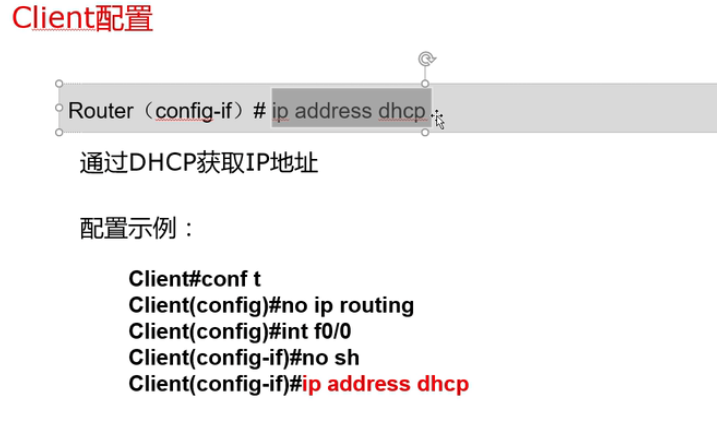 Client配置
Router（config-if）# ip address dhcp
通过DHCP获取IP地址
配置示例：
Client#conf t
Client(config)#no ip routing
Client(config)#int f0/0
Client(config-if)#no sh
Client(config-if)#ip address dhcp